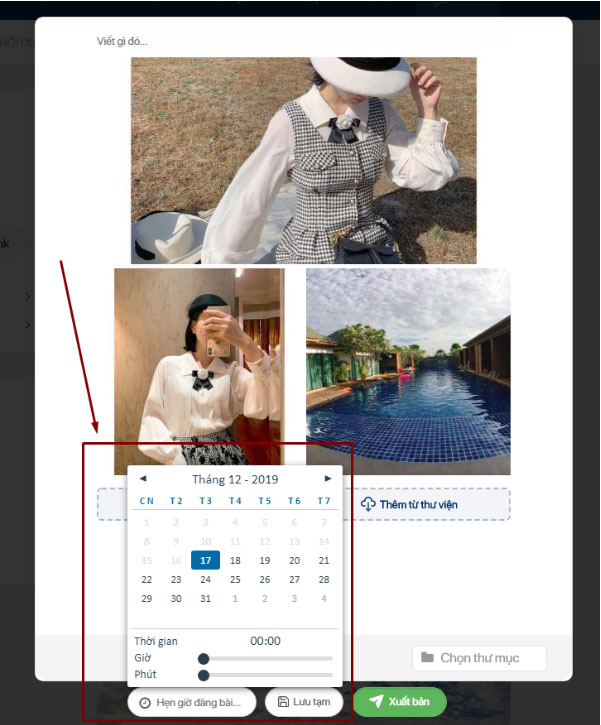 NỘI DU
Viết gì đó...
nk
Tháng 12 - 2019
CN T2 T3 T4 T5 T6 T7
1 2 3 4 5 6 7
8 9 10 11 12 13 14
15 16 17 18 19 20 21
22 23 24 25 26 27 28
29 30 31 1 2 3 4
Thêm từ thư viện
Thời gian 00:00
Giờ
Phút
Chọn thư mục
Hẹn giờ đăng bài...
Lưu tạm
Xuất bản